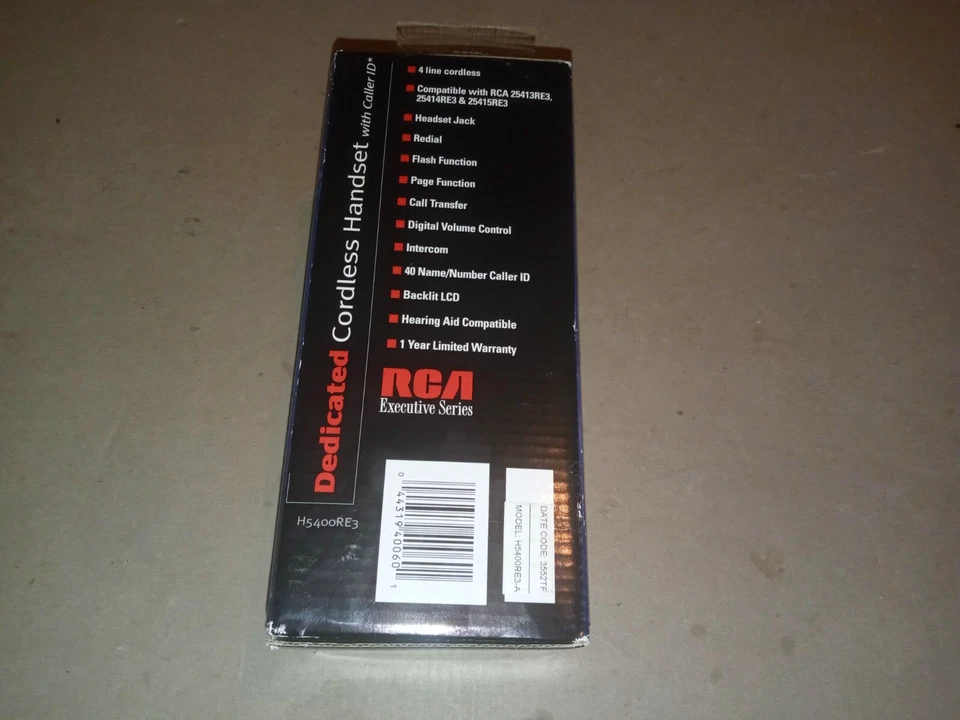 Dedicated Cordless Handset with Caller ID*
H5400RE3
4 line cordless
Compatible with RCA 25413RE3,
25414RE3 & 25415RE3
Headset Jack
Redial
Flash Function
Page Function
Call Transfer
Digital Volume Control
Intercom
40 Name/Number Caller ID
Backlit LCD
Hearing Aid Compatible
1 Year Limited Warranty
RCA
Executive Series
0 44319 40060 1
DATE CODE: 3552TF
MODEL: H5400RE3-A